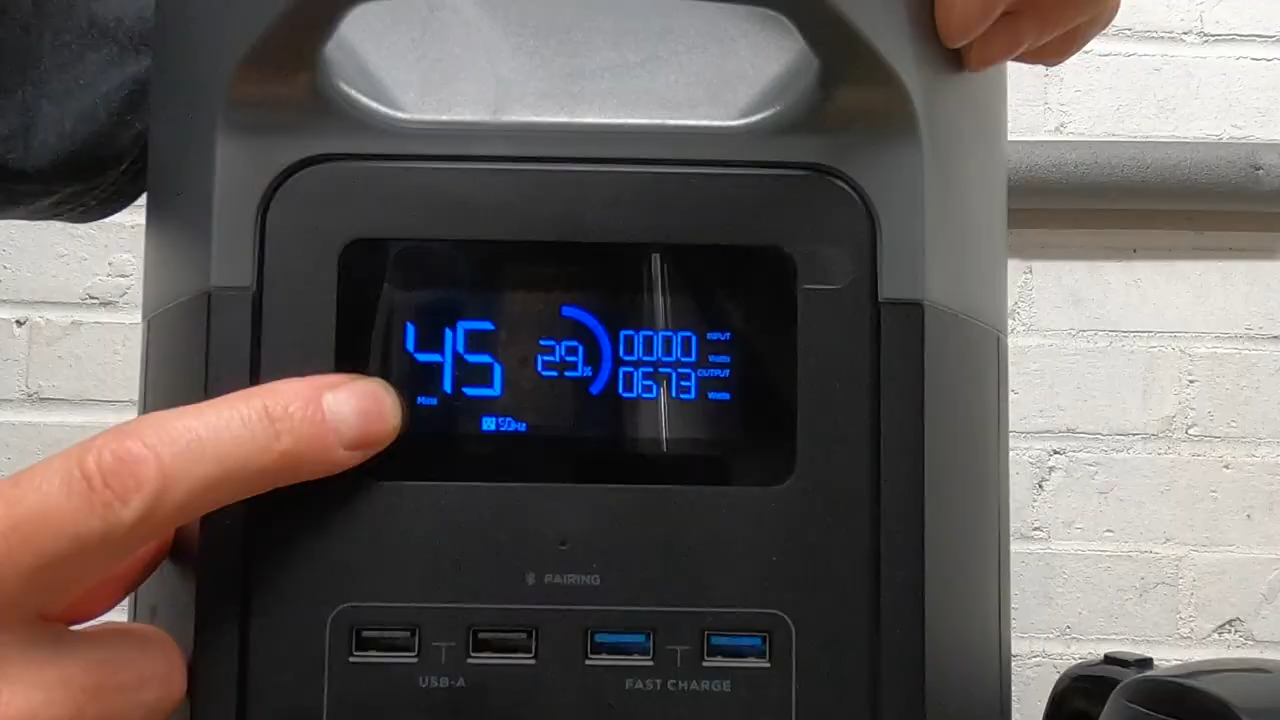 45
Mins
29%
0000 INPUT
Watts
0673 OUTPUT
Watts
50Hz
PAIRING
USB-A
FAST CHARGE